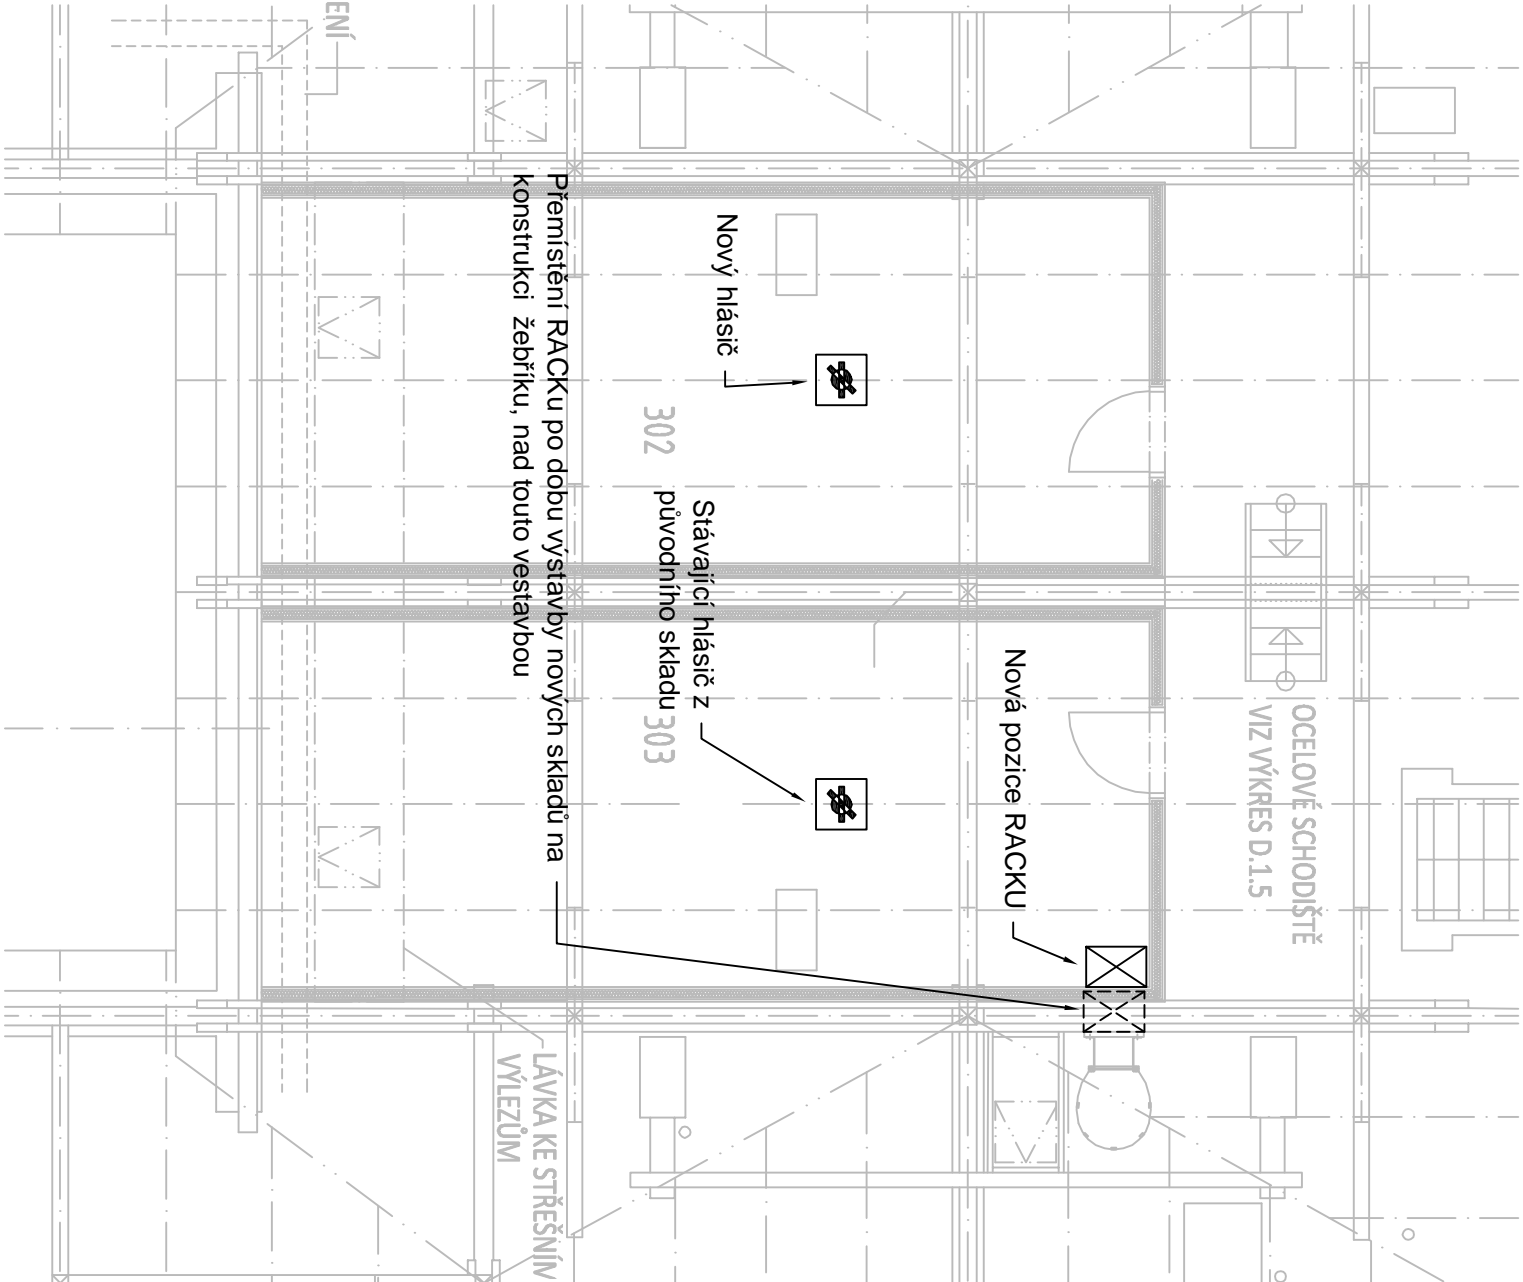 ENÍ
OCELOVÉ SCHODIŠTĚ
VIZ VÝKRES D.1.5
Nová pozice RACKU
Nový hlásič
Stávající hlásič z
původního skladu
302
303
Přemístění RACKu po dobu výstavby nových skladů na
konstrukci žebříku, nad touto vestavbou
LÁVKA KE STŘEŠNÍM
VÝLEZŮM